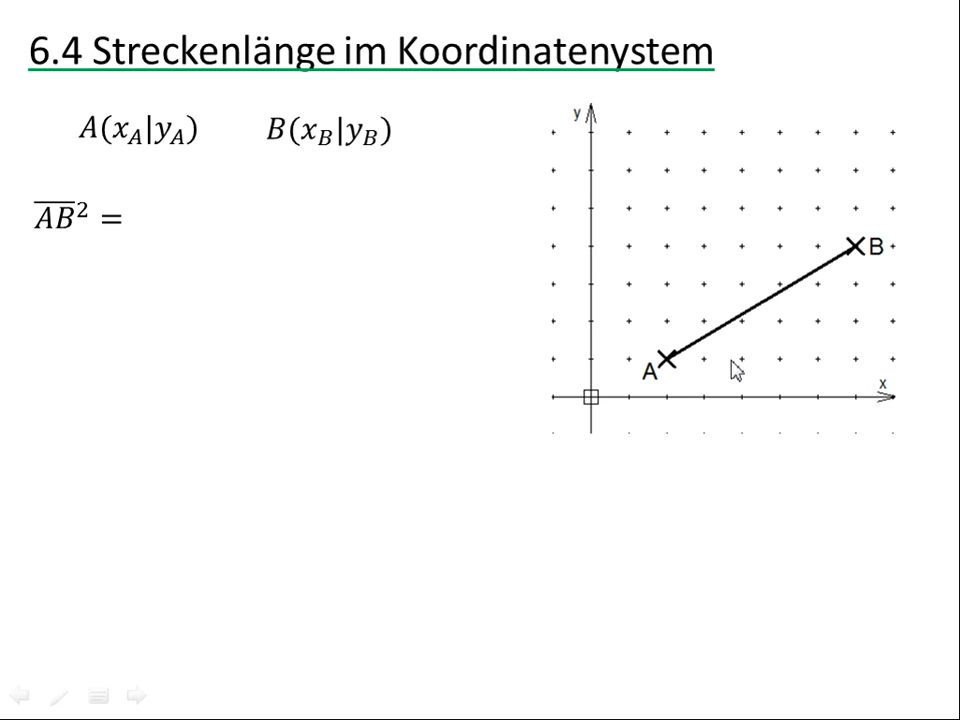 6.4 Streckenlänge im Koordinatenystem
A(x_A|y_A) B(x_B|y_B)
\overline{AB}² =
y
B
A
x